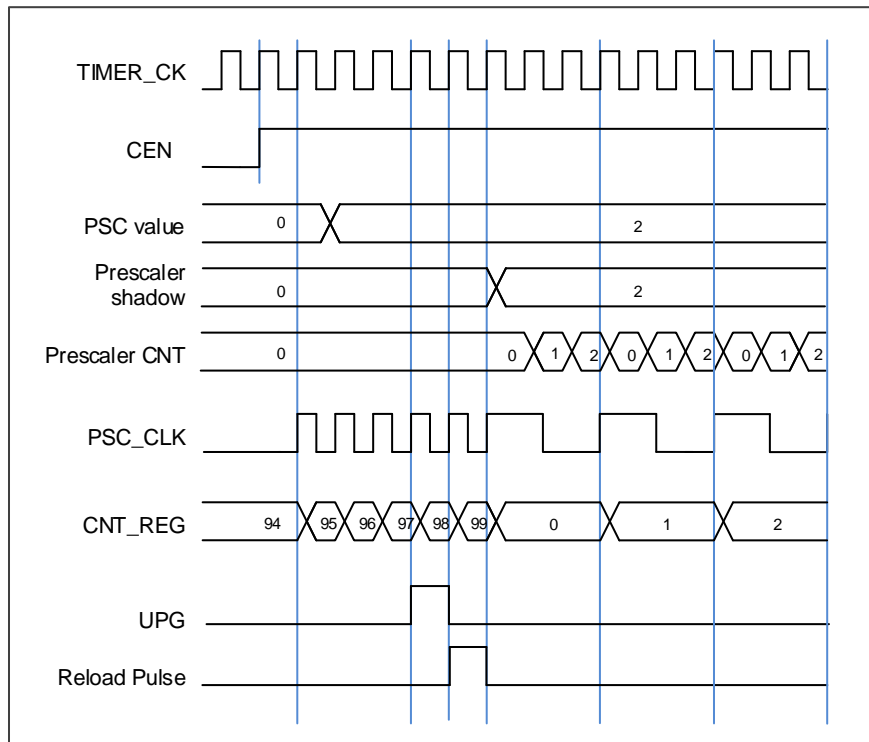 TIMER_CK
CEN
PSC value 0 2
Prescaler
shadow 0 2
Prescaler CNT 0 0 1 2 0 1 2 0 1 2
PSC_CLK
CNT_REG 94 95 96 97 98 99 0 1 2
UPG
Reload Pulse